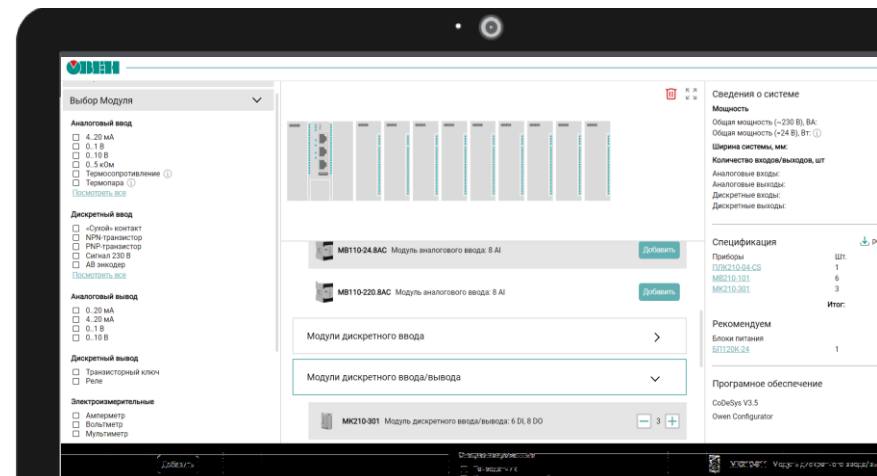 ОВЕН
Выбор Модуля
Аналоговый ввод
4..20 мА
0..1 В
0..10 В
0..5 кОм
Термосопротивление
Термопара
Посмотреть все
Дискретный ввод
«Сухой» контакт
NPN-транзистор
PNP-транзистор
Сигнал 230 В
АВ энкодер
Посмотреть все
Аналоговый вывод
0..20 мА
4..20 мА
0..1 В
0..10 В
Дискретный вывод
Транзисторный ключ
Реле
Электроизмерительные
Амперметр
Вольтметр
Мультиметр
МВ110-24.8АС Модуль аналогового ввода: 8 AI
Добавить
МВ110-220.8АС Модуль аналогового ввода: 8 AI
Добавить
Модули дискретного ввода
Модули дискретного ввода/вывода
МК210-301 Модуль дискретного ввода/вывода: 6 DI, 8 DO
3
Сведения о системе
Мощность
Общая мощность (~230 В), ВА:
Общая мощность (=24 В), Вт:
Ширина системы, мм:
Количество входов/выходов, шт
Аналоговые входы:
Аналоговые выходы:
Дискретные входы:
Дискретные выходы:
Спецификация
Приборы Шт.
ПЛК210-04-CS 1
МВ210-101 6
МК210-301 3
Итог:
Рекомендуем
Блоки питания
БП120К-24 1
Програмное обеспечение
CoDeSys V3.5
Owen Configurator
Добавить